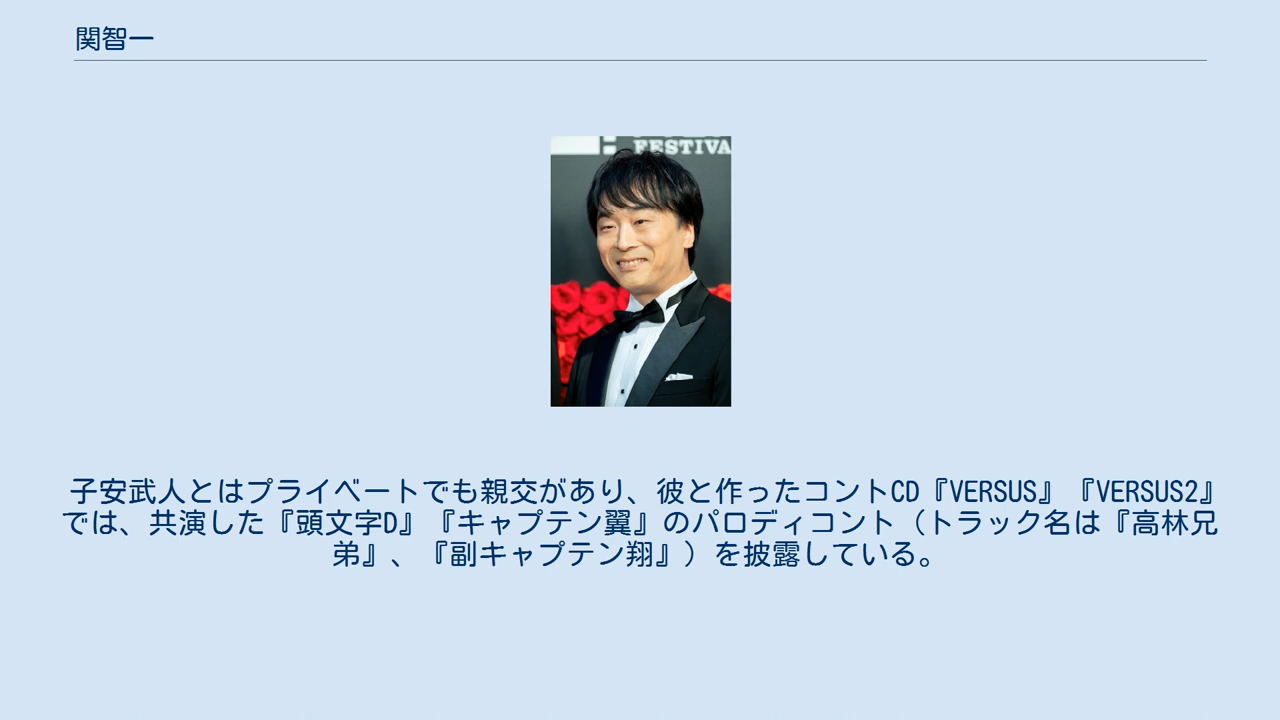 関智一
FESTIVA
子安武人とはプライベートでも親交があり、彼と作ったコントCD『VERSUS』『VERSUS2』
では、共演した『頭文字D』『キャプテン翼』のパロディコント（トラック名は『高林兄
弟』、『副キャプテン翔』）を披露している。